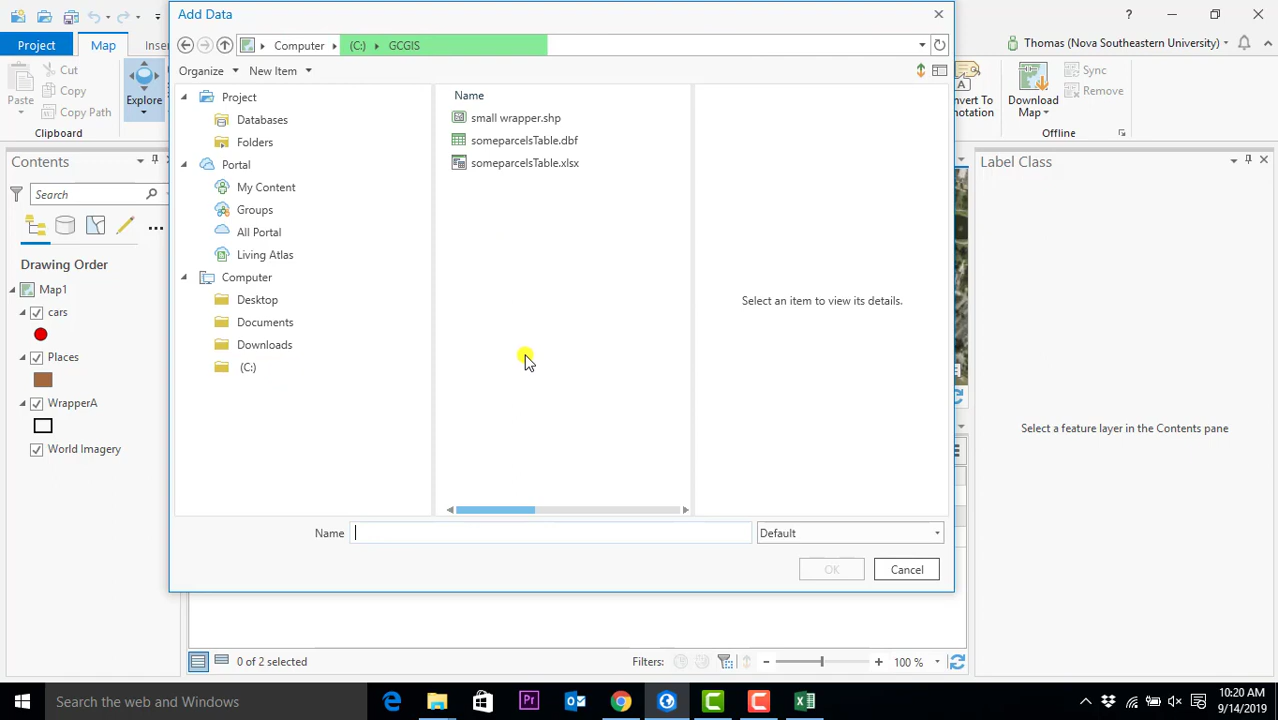 Add Data
?
Project
Map
Inser
Thomas (Nova Southeastern University)
Computer
(C:)
GCGIS
Paste
Cut
Copy
Copy Path
Explore
Organize
New Item
Convert To
Annotation
Download
Map
Sync
Remove
Offline
Contents
Search
Drawing Order
Map1
cars
Places
WrapperA
World Imagery
Project
Databases
Folders
Portal
My Content
Groups
All Portal
Living Atlas
Computer
Desktop
Documents
Downloads
(C:)
Name
small wrapper.shp
someparcelsTable.dbf
someparcelsTable.xlsx
Select an item to view its details.
Name
Default
OK
Cancel
Label Class
Select a feature layer in the Contents pane
0 of 2 selected
Filters:
100 %
Search the web and Windows
10:20 AM
9/14/2019